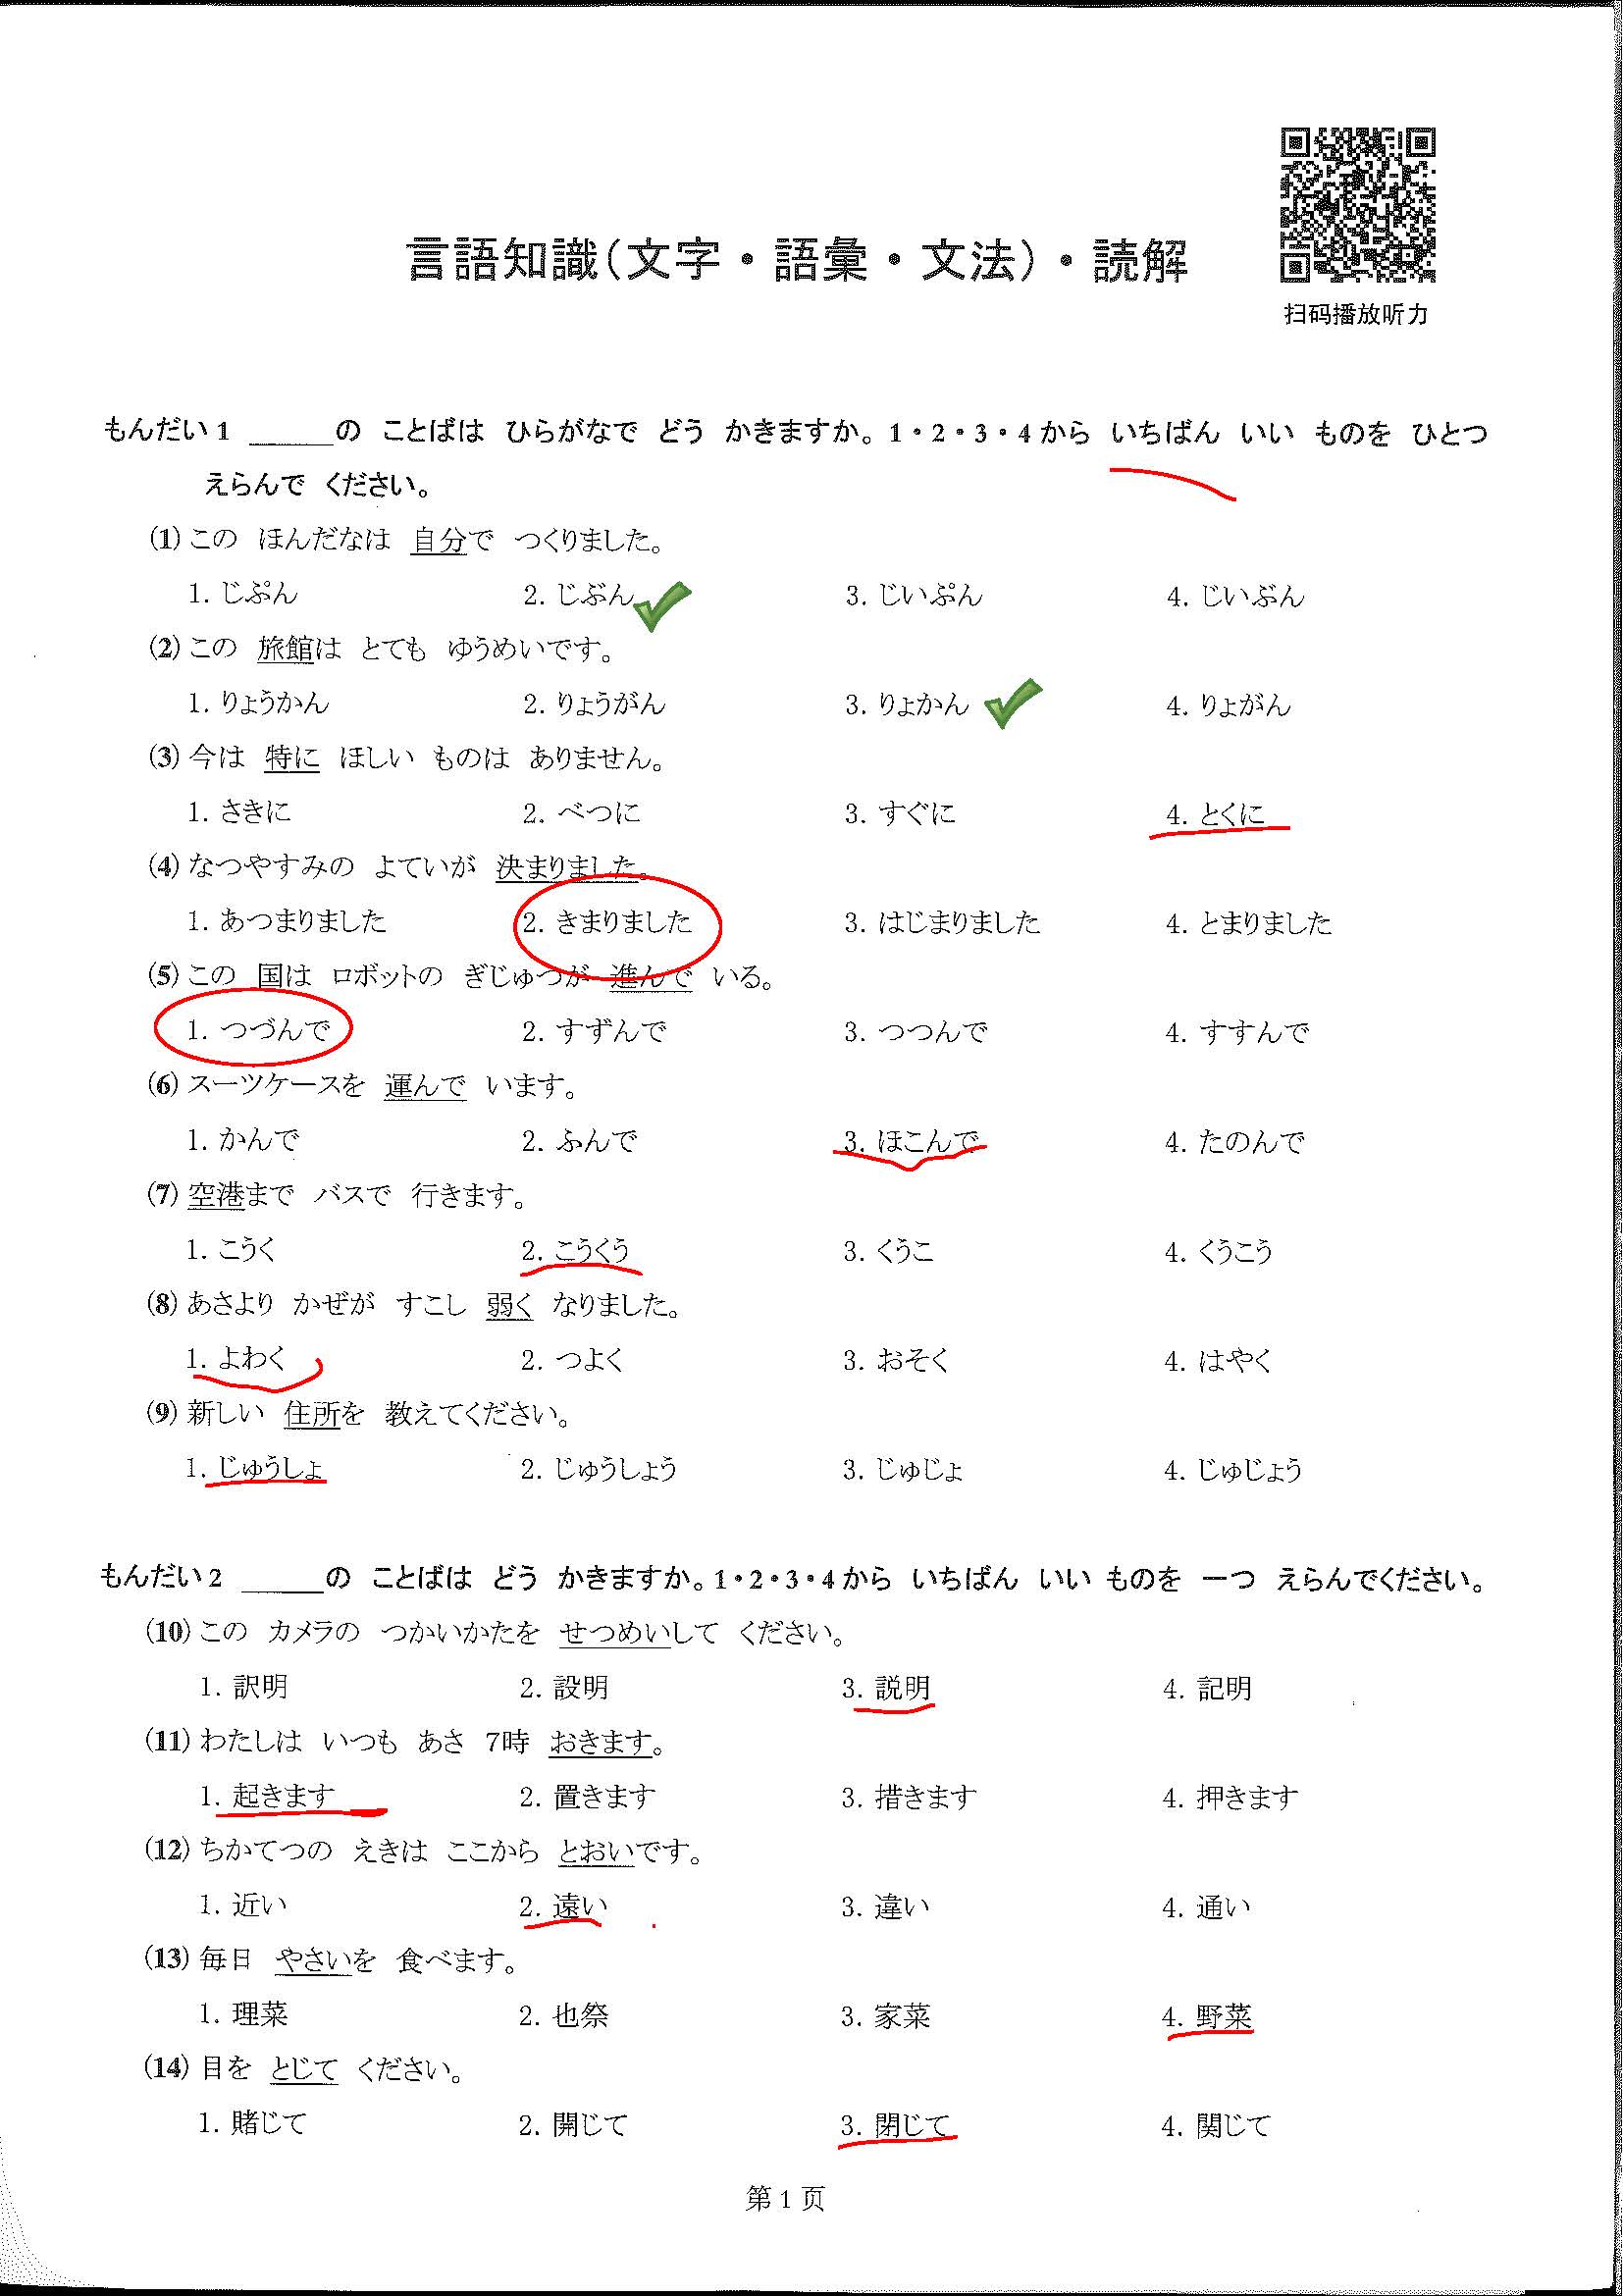 言語知識(文字・語彙・文法)・読解
扫码播放听力
もんだい1 ______の ことばは ひらがなで どう かきますか。1・2・3・4から いちばん いい ものを ひとつ
えらんで ください。
(1) この ほんだなは 自分で つくりました。
1. じぷん 2. じぶん 3. じいぷん 4. じいぶん
(2) この 旅館は とても ゆうめいです。
1. りょうかん 2. りょうがん 3. りょかん 4. りょがん
(3) 今は 特に ほしい ものは ありません。
1. さきに 2. べつに 3. すぐに 4. とくに
(4) なつやすみの よていが 決まりました。
1. あつまりました 2. きまりました 3. はじまりました 4. とまりました
(5) この 国は ロボットの ぎじゅつが 進んで いる。
1. つづんで 2. すずんで 3. つつんで 4. すすんで
(6) スーツケースを 運んで います。
1. かんで 2. ふんで 3. ほこんで 4. たのんで
(7) 空港まで バスで 行きます。
1. こうく 2. こうくう 3. くうこ 4. くうこう
(8) あさより かぜが すこし 弱く なりました。
1. よわく 2. つよく 3. おそく 4. はやく
(9) 新しい 住所を 教えてください。
1. じゅうしょ 2. じゅうしょう 3. じゅじょ 4. じゅじょう
もんだい2 ______の ことばは どう かきますか。1・2・3・4から いちばん いい ものを 一つ えらんでください。
(10) この カメラの つかいかたを せつめいして ください。
1. 訳明 2. 設明 3. 説明 4. 記明
(11) わたしは いつも あさ 7時 おきます。
1. 起きます 2. 置きます 3. 措きます 4. 押きます
(12) ちかてつの えきは ここから とおいです。
1. 近い 2. 遠い 3. 違い 4. 通い
(13) 毎日 やさいを 食べます。
1. 理菜 2. 也祭 3. 家菜 4. 野菜
(14) 目を とじて ください。
1. 賭じて 2. 開じて 3. 閉じて 4. 関じて
第 1 页